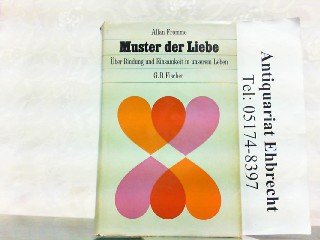 Allan Fromme
Muster der Liebe
Über Bindung und Einsamkeit in unserem Leben
G.B. Fischer
Antiquariat Ehbrecht
Tel: 05174-8397